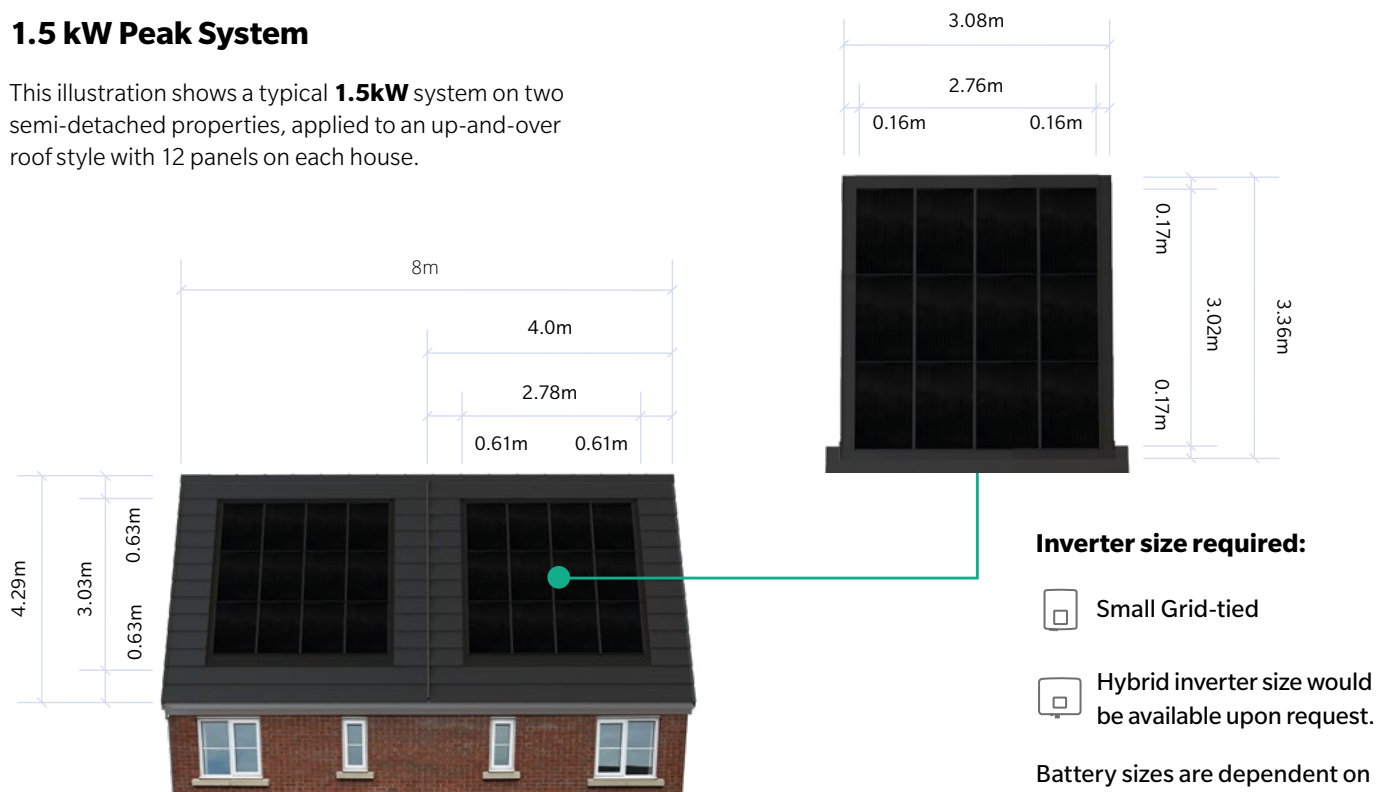 1.5 kW Peak System
This illustration shows a typical 1.5kW system on two
semi-detached properties, applied to an up-and-over
roof style with 12 panels on each house.
3.08m
2.76m
0.16m 0.16m
0.17m
3.02m
3.36m
0.17m
8m
4.0m
2.78m
0.61m 0.61m
4.29m
3.03m
0.63m
0.63m
Inverter size required:
Small Grid-tied
Hybrid inverter size would
be available upon request.
Battery sizes are dependent on